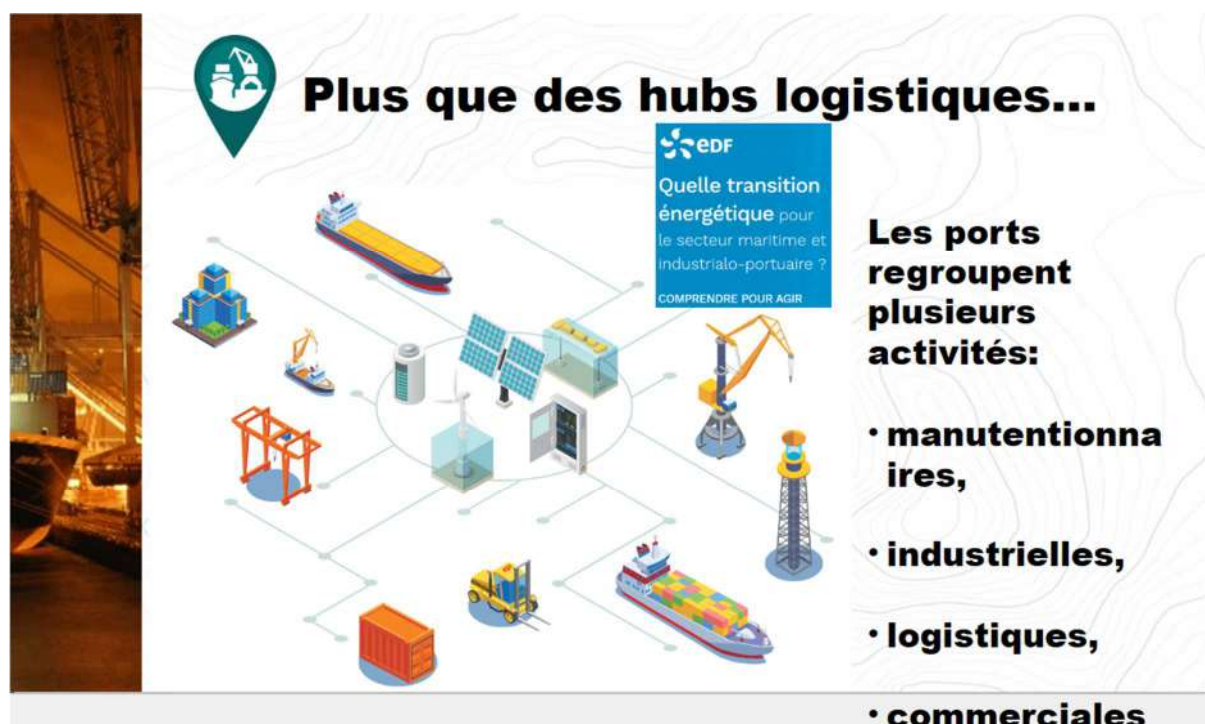 Plus que des hubs logistiques...
eDF
Quelle transition
énergétique pour
le secteur maritime et
industrialo-portuaire ?
COMPRENDRE POUR AGIR
Les ports
regroupent
plusieurs
activités:
• manutentionna
ires,
• industrielles,
• logistiques,
• commerciales